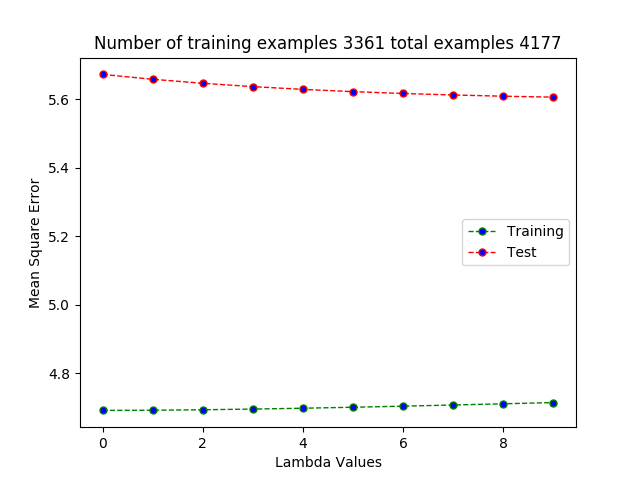 Number of training examples 3361 total examples 4177
Mean Square Error
5.6
5.4
5.2
5.0
4.8
Training
Test
0 2 4 6 8
Lambda Values